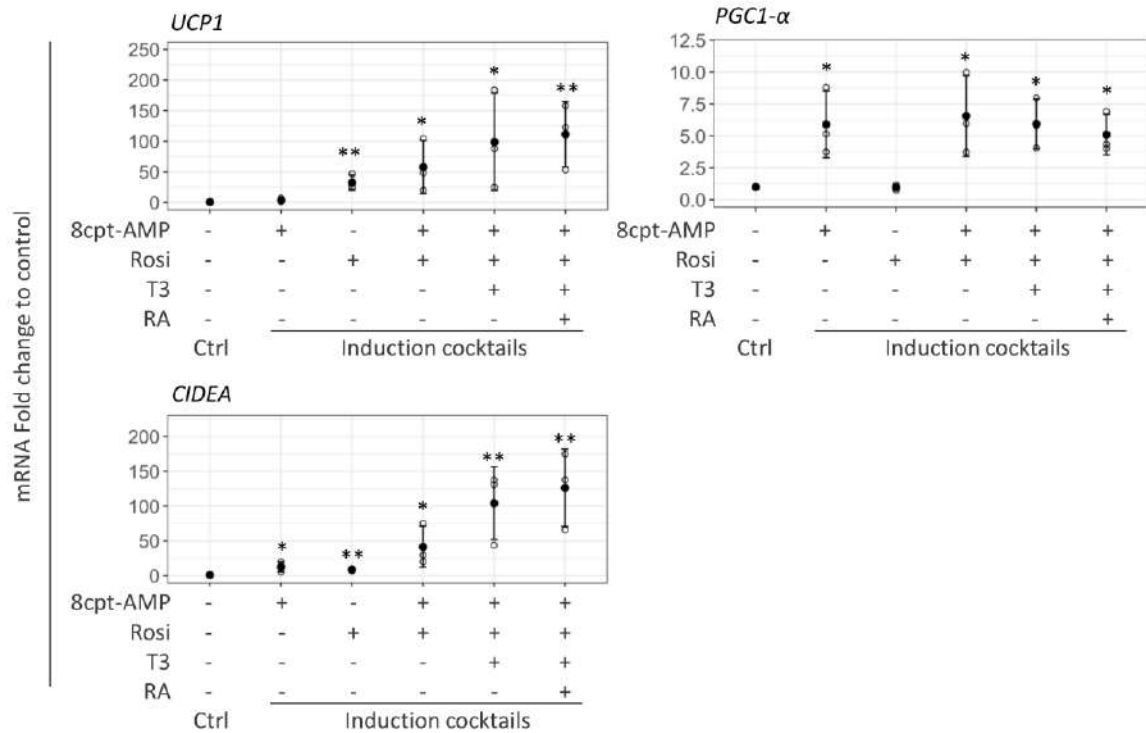 UCP1
250
200
150
100
50
0
** * * **
8cpt-AMP - + - + + +
Rosi - - + + + +
T3 - - - - + +
RA - - - - - +
Ctrl Induction cocktails
PGC1-α
12.5
10.0
7.5
5.0
2.5
0.0
* * * *
8cpt-AMP - + - + + +
Rosi - - + + + +
T3 - - - - + +
RA - - - - - +
Ctrl Induction cocktails
mRNA Fold change to control
CIDEA
200
150
100
50
0
* ** * ** **
8cpt-AMP - + - + + +
Rosi - - + + + +
T3 - - - - + +
RA - - - - - +
Ctrl Induction cocktails